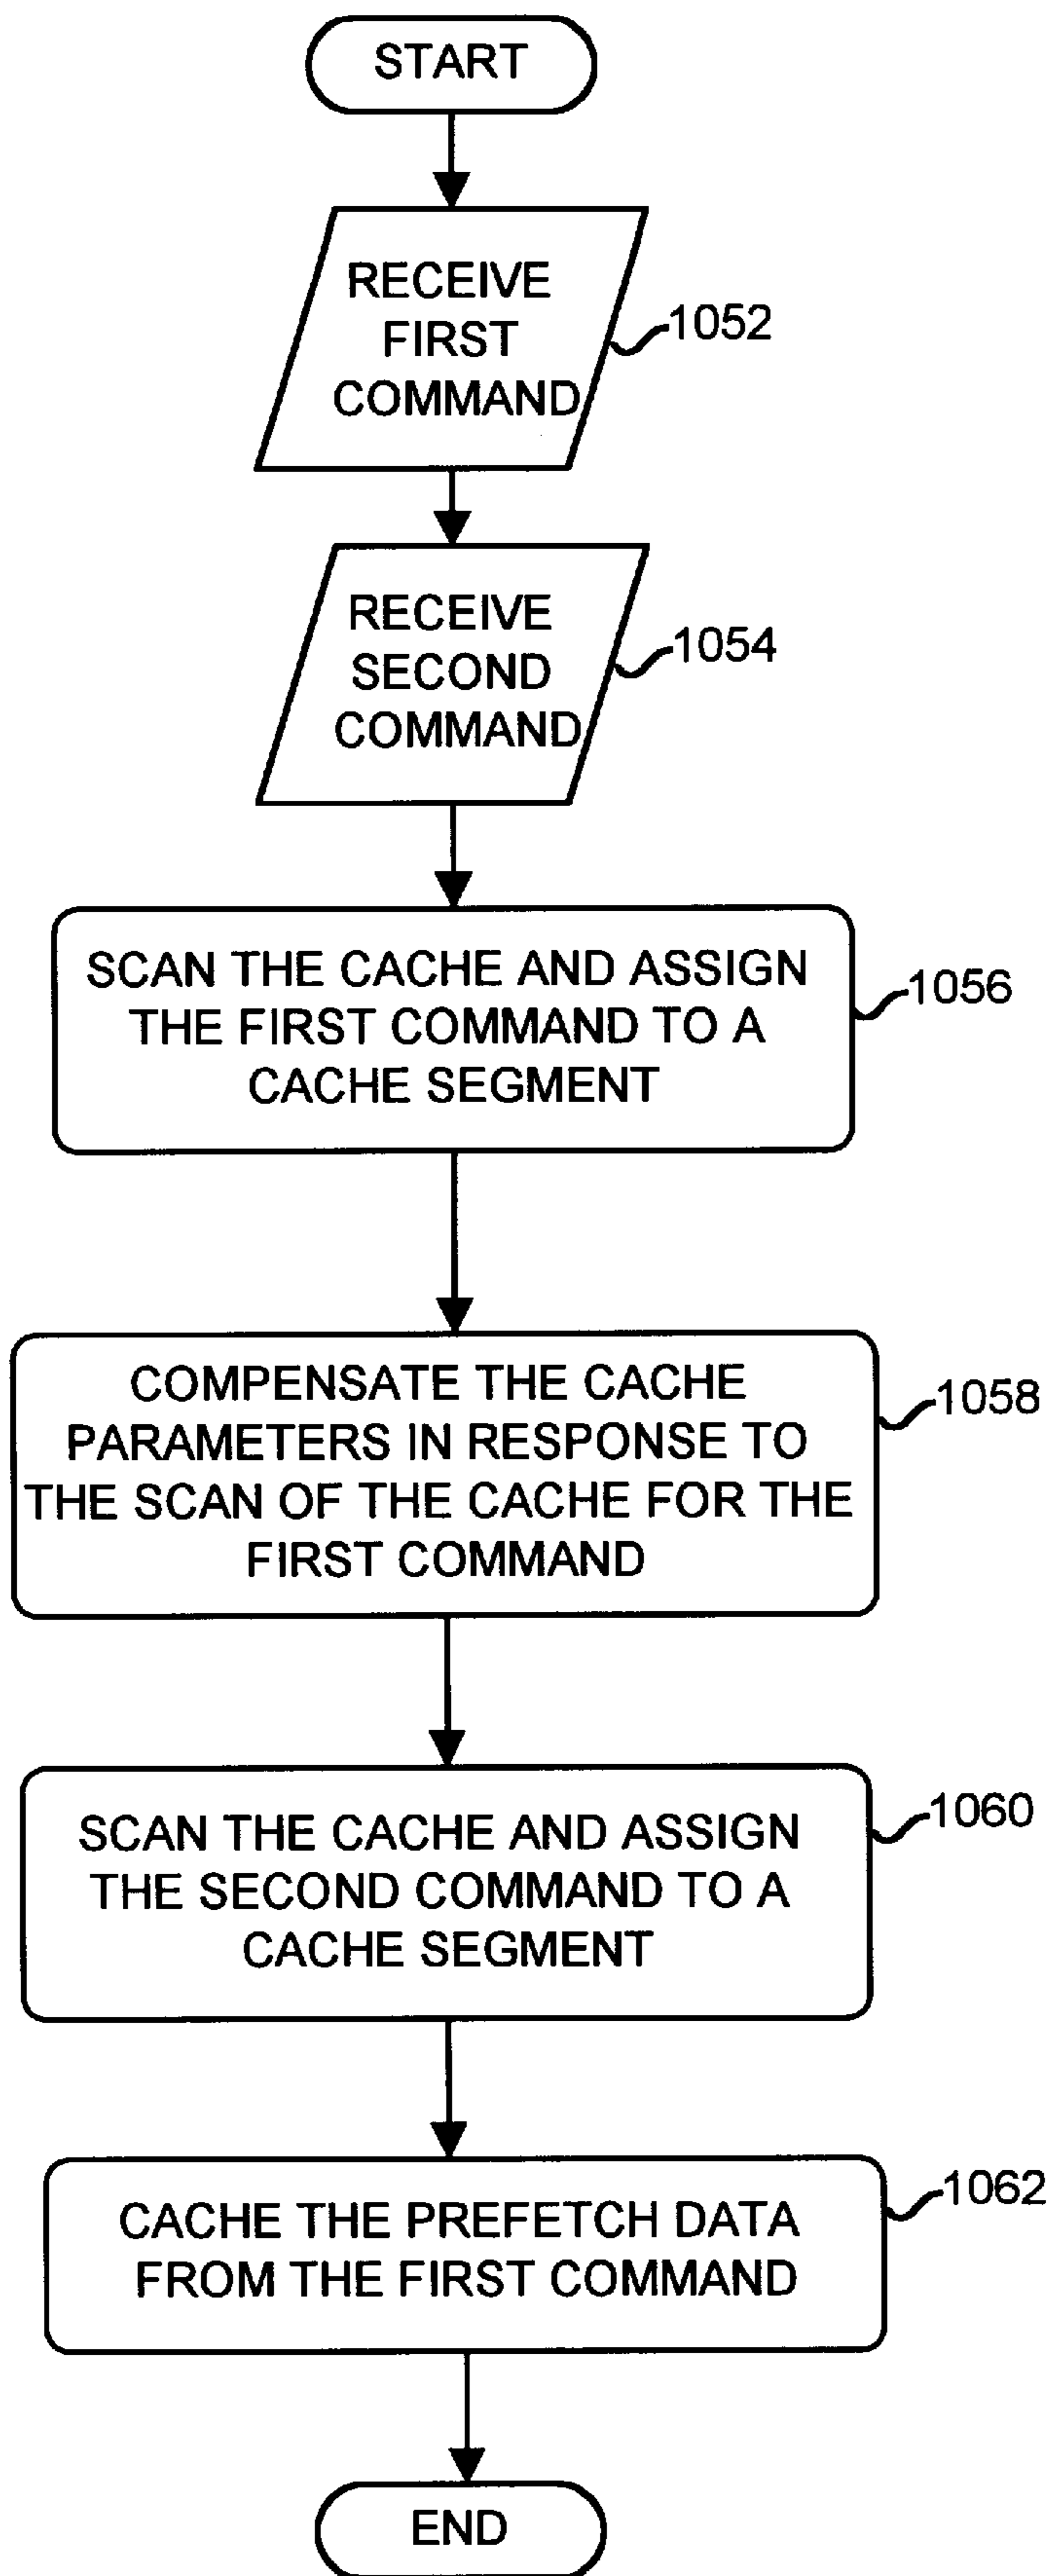 START
RECEIVE
FIRST
COMMAND
1052
RECEIVE
SECOND
COMMAND
1054
SCAN THE CACHE AND ASSIGN
THE FIRST COMMAND TO A
CACHE SEGMENT
1056
COMPENSATE THE CACHE
PARAMETERS IN RESPONSE TO
THE SCAN OF THE CACHE FOR THE
FIRST COMMAND
1058
SCAN THE CACHE AND ASSIGN
THE SECOND COMMAND TO A
CACHE SEGMENT
1060
CACHE THE PREFETCH DATA
FROM THE FIRST COMMAND
1062
END